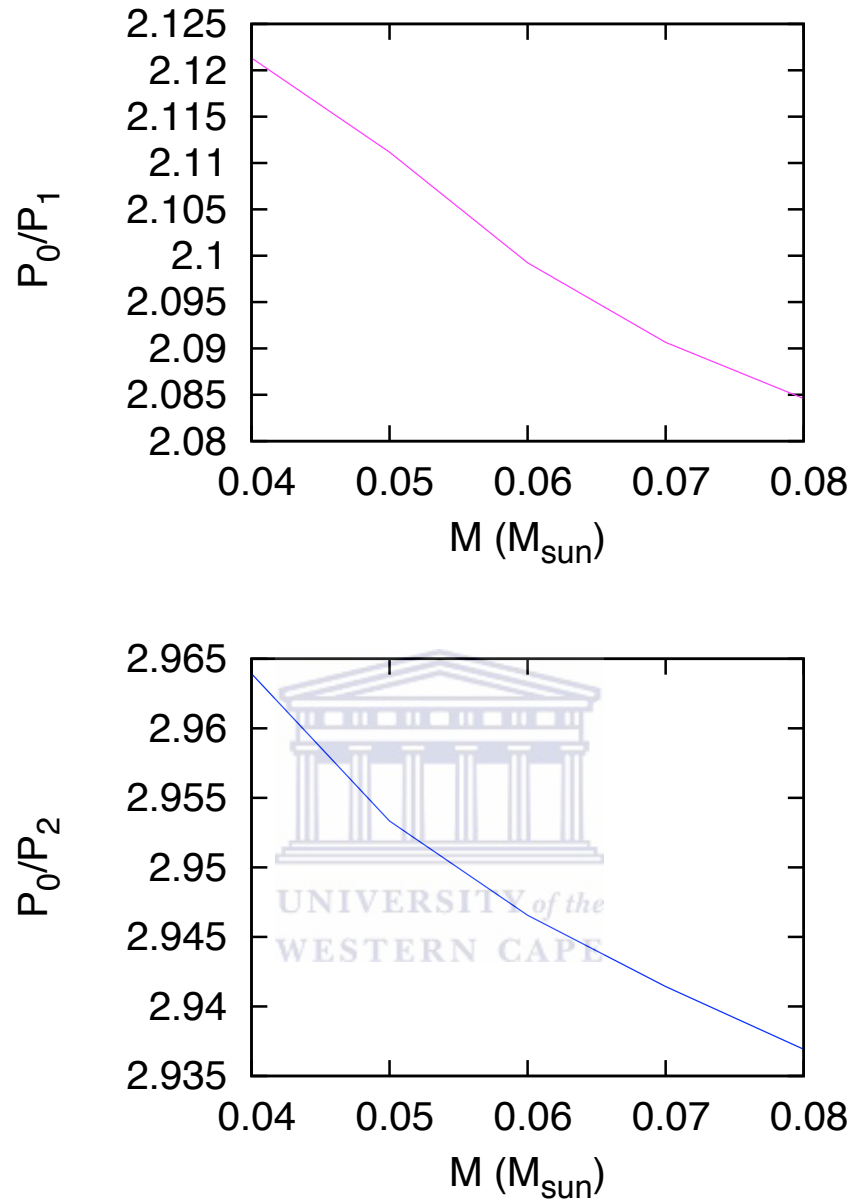 2.125
2.12
2.115
2.11
2.105
2.1
2.095
2.09
2.085
2.08
P0/P1
0.04 0.05 0.06 0.07 0.08
M (Msun)
2.965
2.96
2.955
2.95
2.945
2.94
2.935
P0/P2
UNIVERSITY of the
WESTERN CAPE
0.04 0.05 0.06 0.07 0.08
M (Msun)